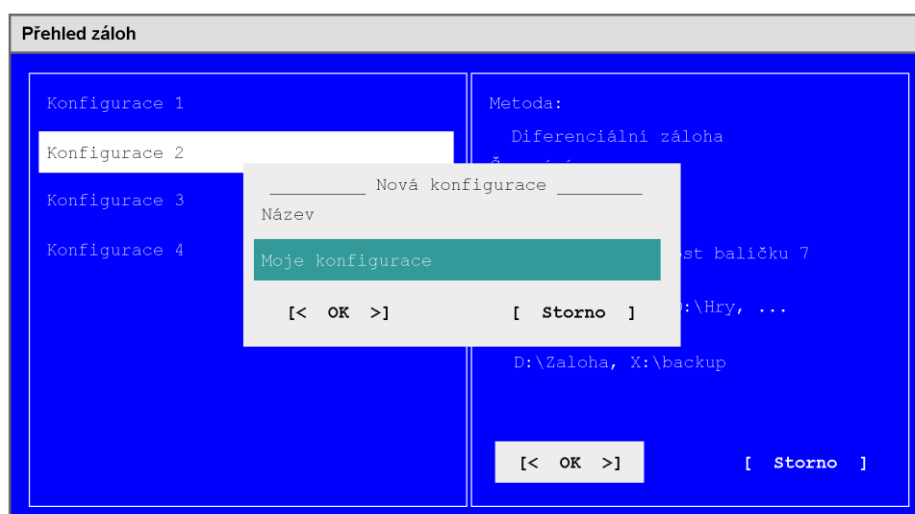 Přehled záloh
Konfigurace 1
Konfigurace 2
Konfigurace 3
Konfigurace 4
Metoda:
Diferenciální záloha
balíčku 7
:\Hry, ...
D:\Zaloha, X:\backup
[< OK >] [ Storno ]
Nová konfigurace
Název
Moje konfigurace
[< OK >] [ Storno ]